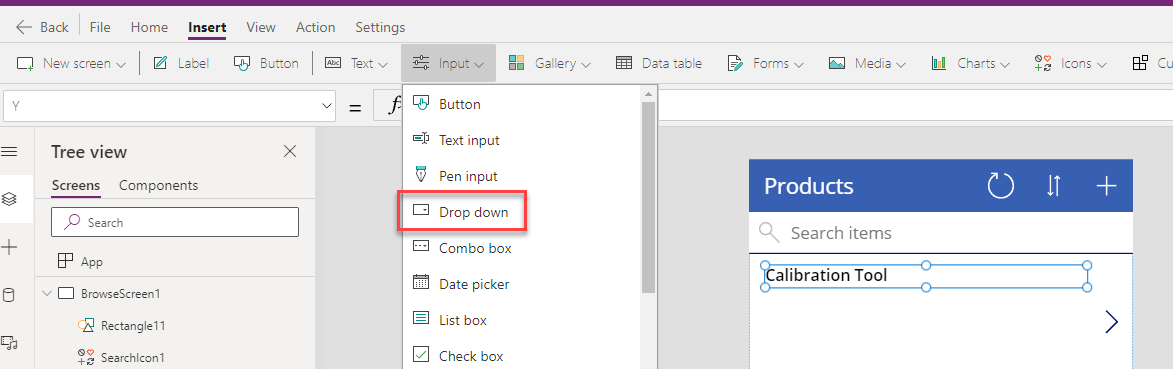 Back File Home Insert View Action Settings
New screen Label Button Abc Text Input Gallery Data table Forms Media Charts Icons Cu
Y = fx
Button
Text input
Pen input
Drop down
Combo box
Date picker
List box
Check box
Tree view
Screens Components
Search
App
BrowseScreen1
Rectangle11
SearchIcon1
Products
Search items
Calibration Tool